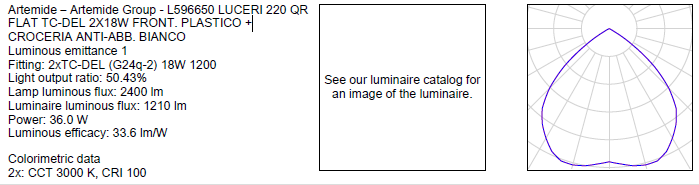 Artemide – Artemide Group - L596650 LUCERI 220 QR
FLAT TC-DEL 2X18W FRONT. PLASTICO +
CROCERIA ANTI-ABB. BIANCO
Luminous emittance 1
Fitting: 2xTC-DEL (G24q-2) 18W 1200
Light output ratio: 50.43%
Lamp luminous flux: 2400 lm
Luminaire luminous flux: 1210 lm
Power: 36.0 W
Luminous efficacy: 33.6 lm/W
Colorimetric data
2x: CCT 3000 K, CRI 100
See our luminaire catalog for
an image of the luminaire.